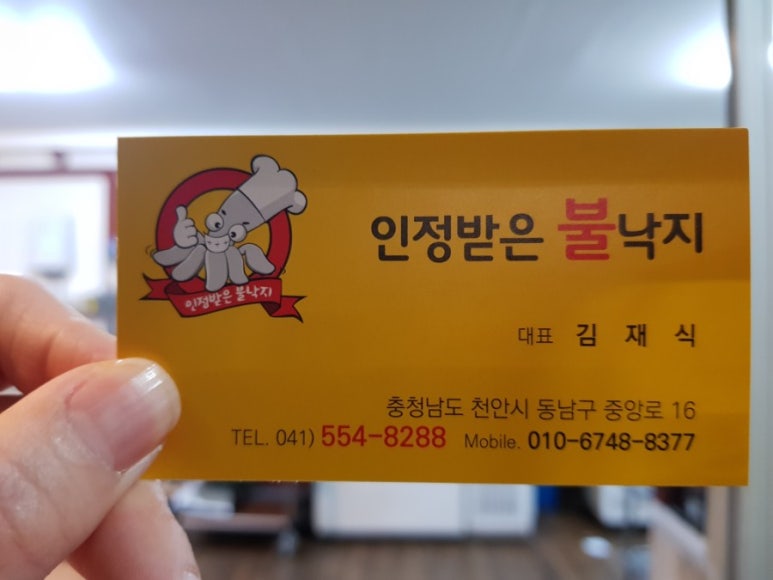 인정받은 불낙지
인정받은 불낙지
대표 김 재 식
충청남도 천안시 동남구 중앙로 16
TEL. 041) 554-8288 Mobile. 010-6748-8377